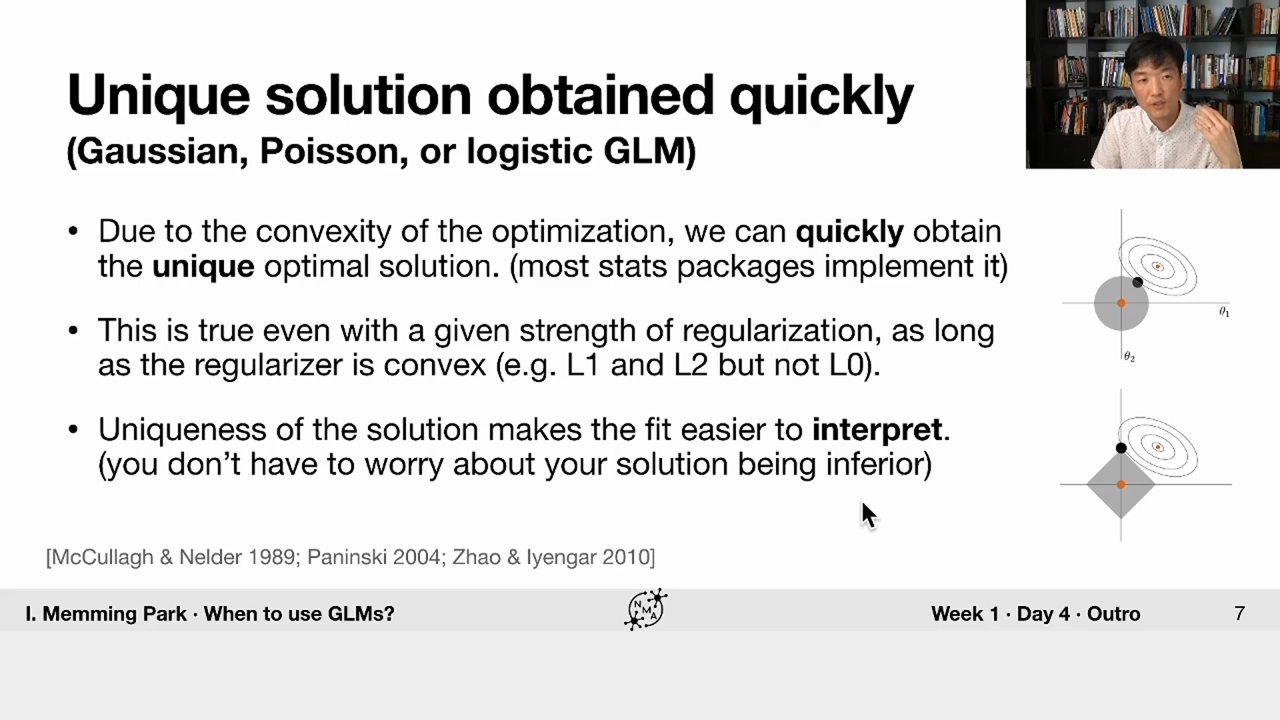 Unique solution obtained quickly
(Gaussian, Poisson, or logistic GLM)
• Due to the convexity of the optimization, we can quickly obtain
the unique optimal solution. (most stats packages implement it)
• This is true even with a given strength of regularization, as long
as the regularizer is convex (e.g. L1 and L2 but not L0).
• Uniqueness of the solution makes the fit easier to interpret.
(you don't have to worry about your solution being inferior)
θ₁
θ₂
[McCullagh & Nelder 1989; Paninski 2004; Zhao & Iyengar 2010]
I. Memming Park · When to use GLMs?
N
M
A
Week 1 · Day 4 · Outro
7